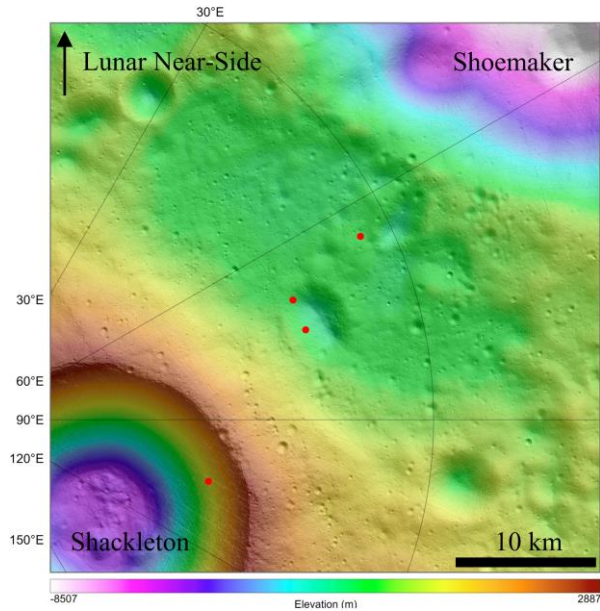 30°E
Lunar Near-Side
Shoemaker
30°E
60°E
90°E
120°E
150°E
Shackleton
10 km
-8507
2887
Elevation (m)